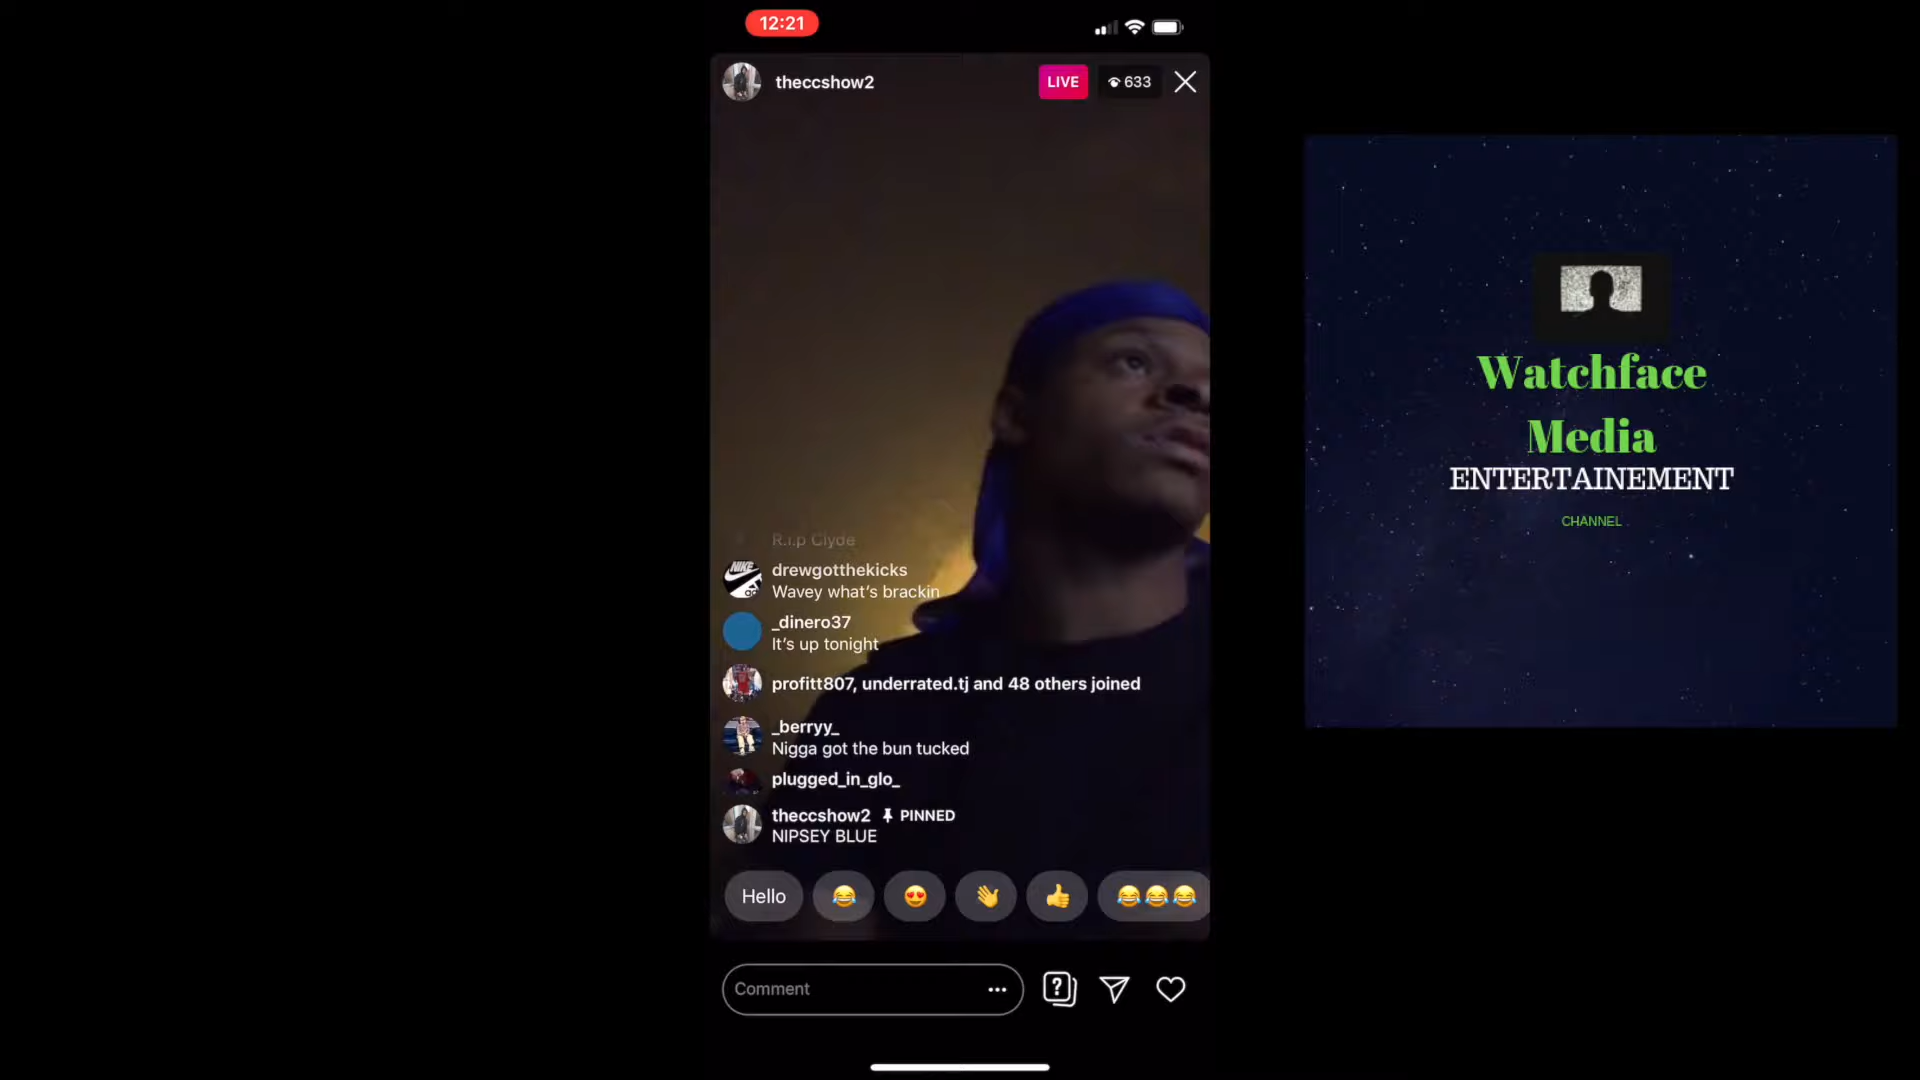 12:21
theccshow2
LIVE
633
R.i.p Clyde
drewgotthekicks
Wavey what's brackin
_dinero37
It's up tonight
profitt807, underrated.tj and 48 others joined
_berryy_
Nigga got the bun tucked
plugged_in_glo_
theccshow2 PINNED
NIPSEY BLUE
Hello
Comment
Watchface
Media
ENTERTAINEMENT
CHANNEL